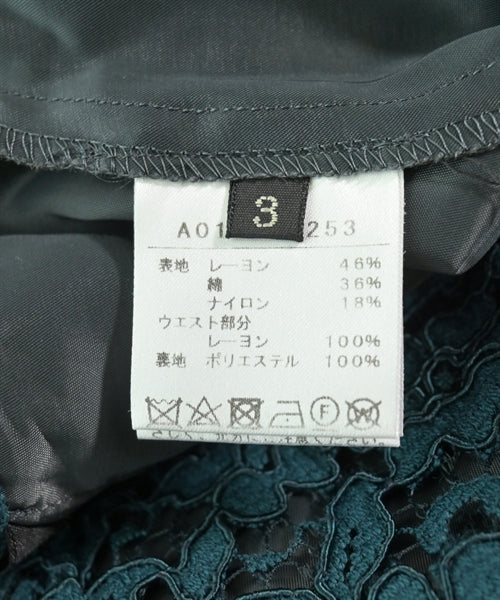 3
A01 253
表地 レーヨン 46%
綿 36%
ナイロン 18%
ウエスト部分
レーヨン 100%
裏地 ポリエステル 100%
F W